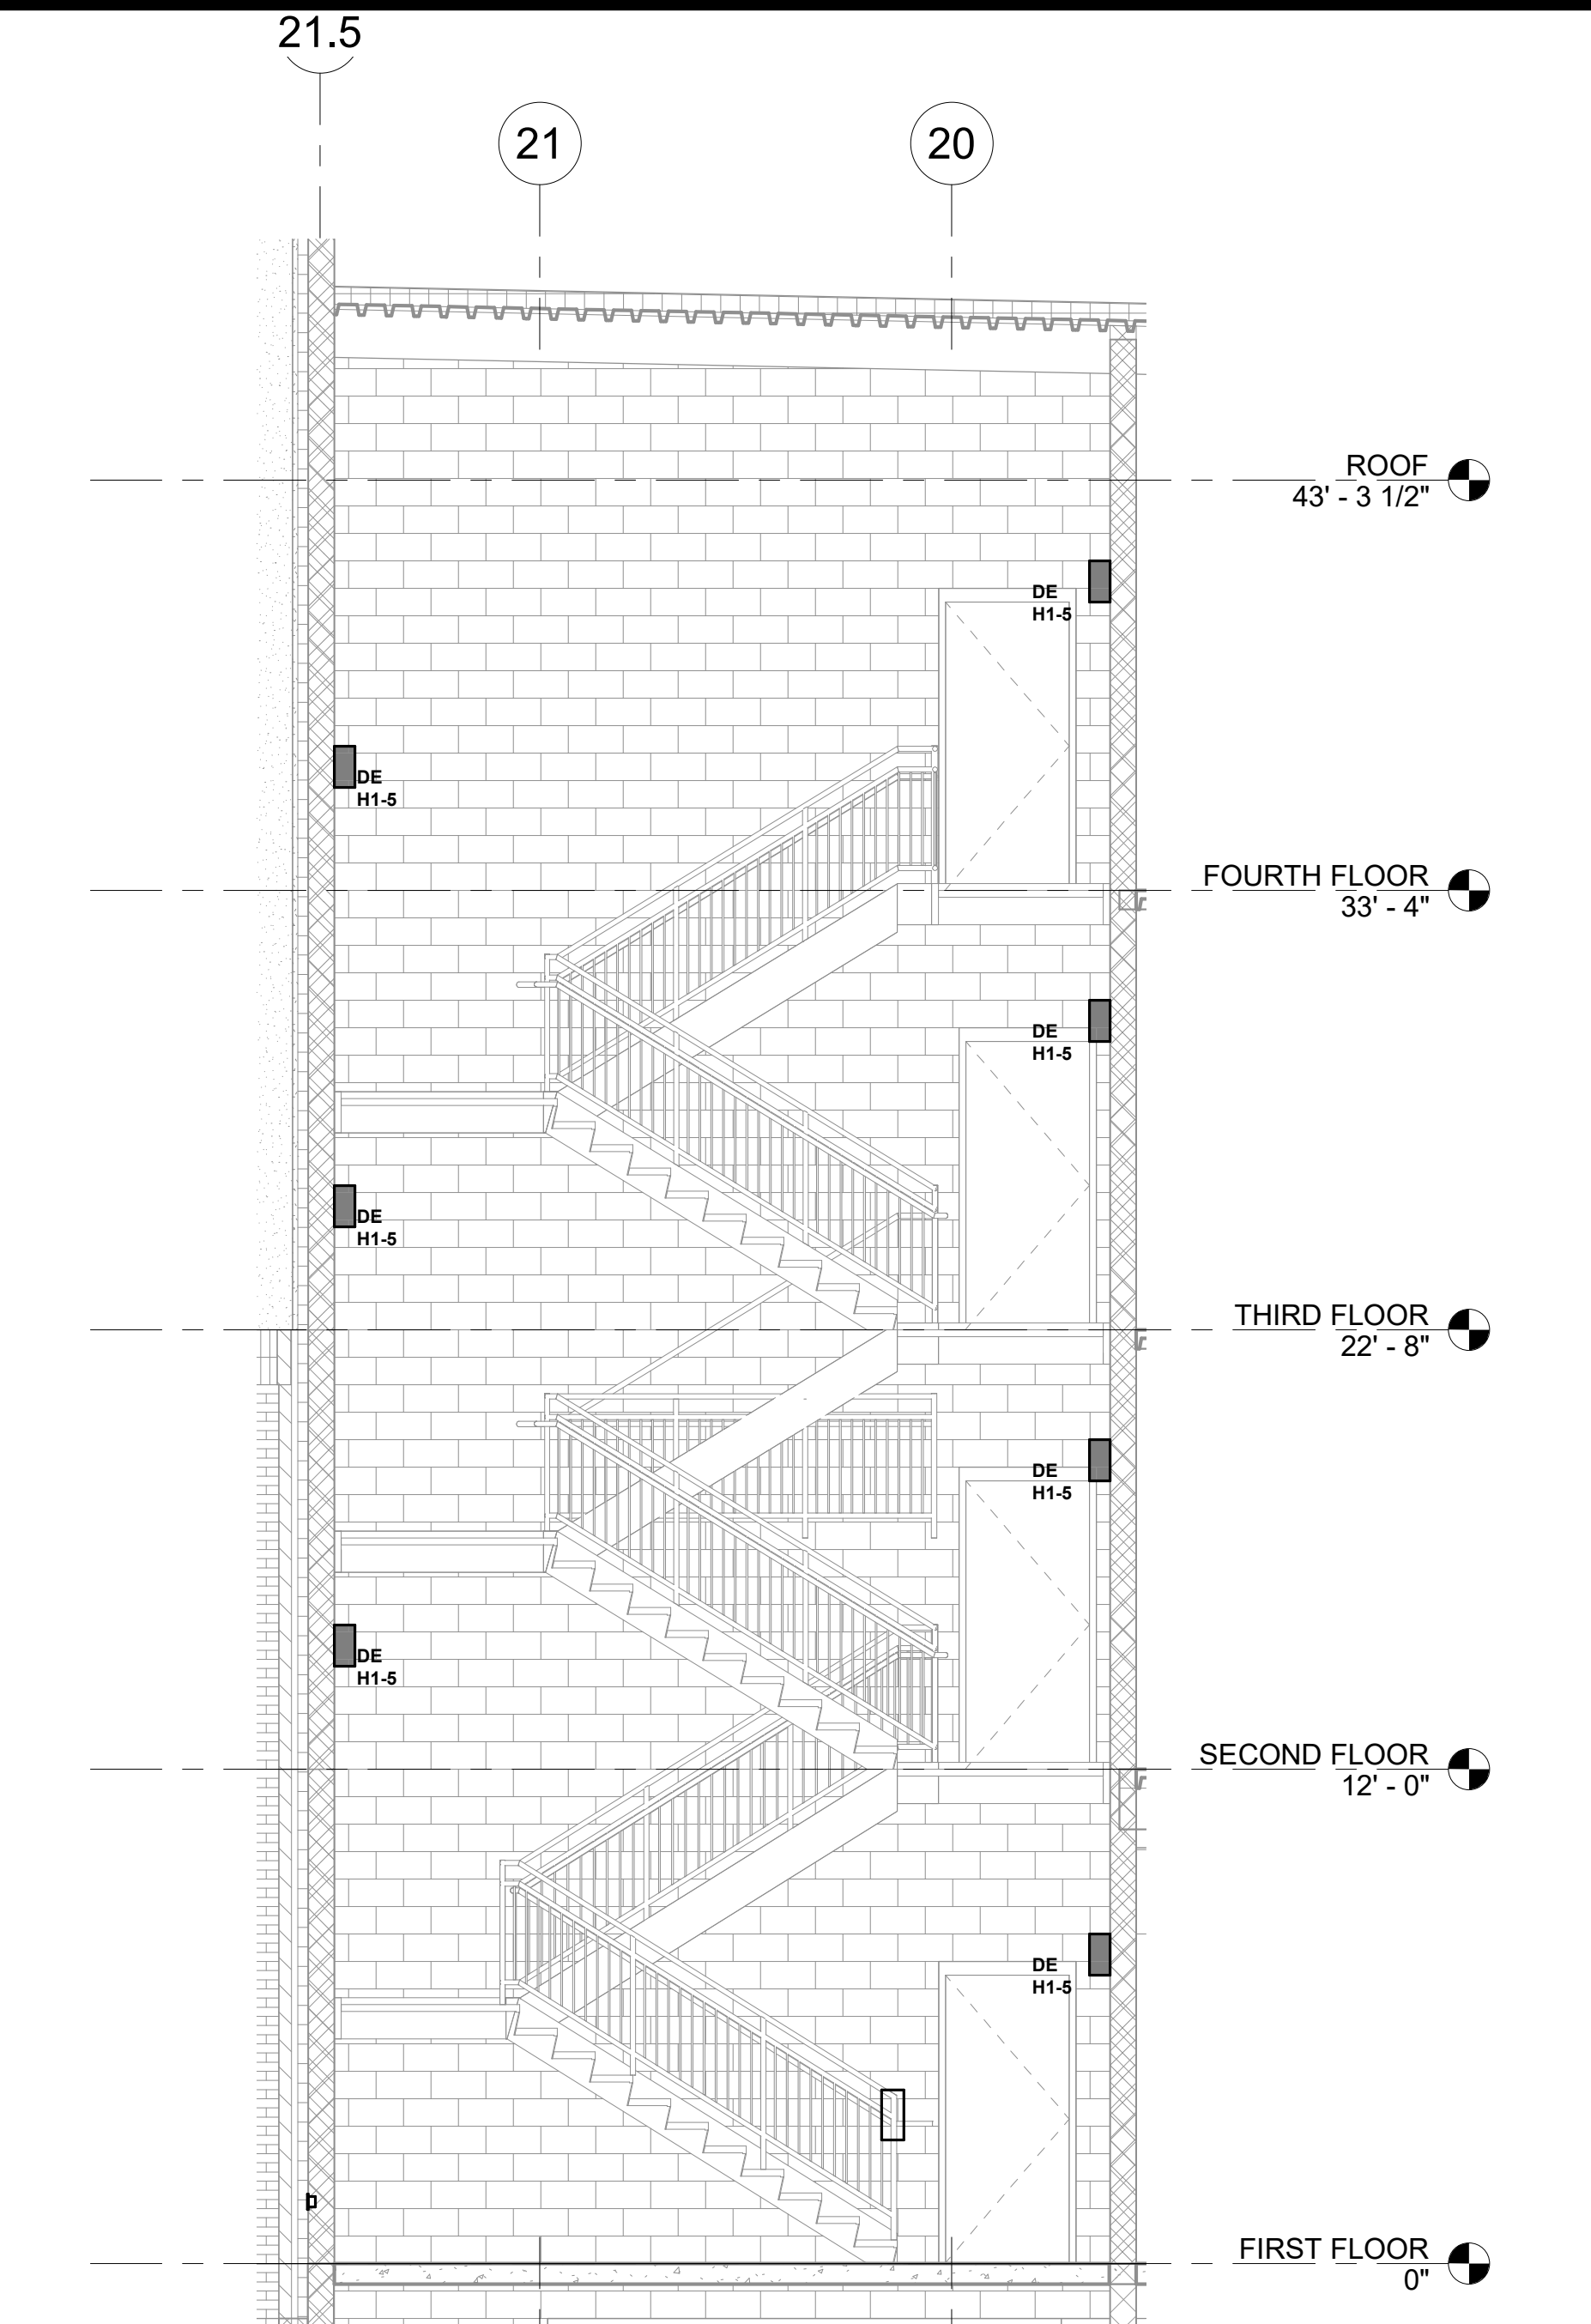 21.5
21
20
ROOF
43' - 3 1/2"
DE
H1-5
DE
H1-5
FOURTH FLOOR
33' - 4"
DE
H1-5
DE
H1-5
THIRD FLOOR
22' - 8"
DE
H1-5
DE
H1-5
SECOND FLOOR
12' - 0"
DE
H1-5
FIRST FLOOR
0"